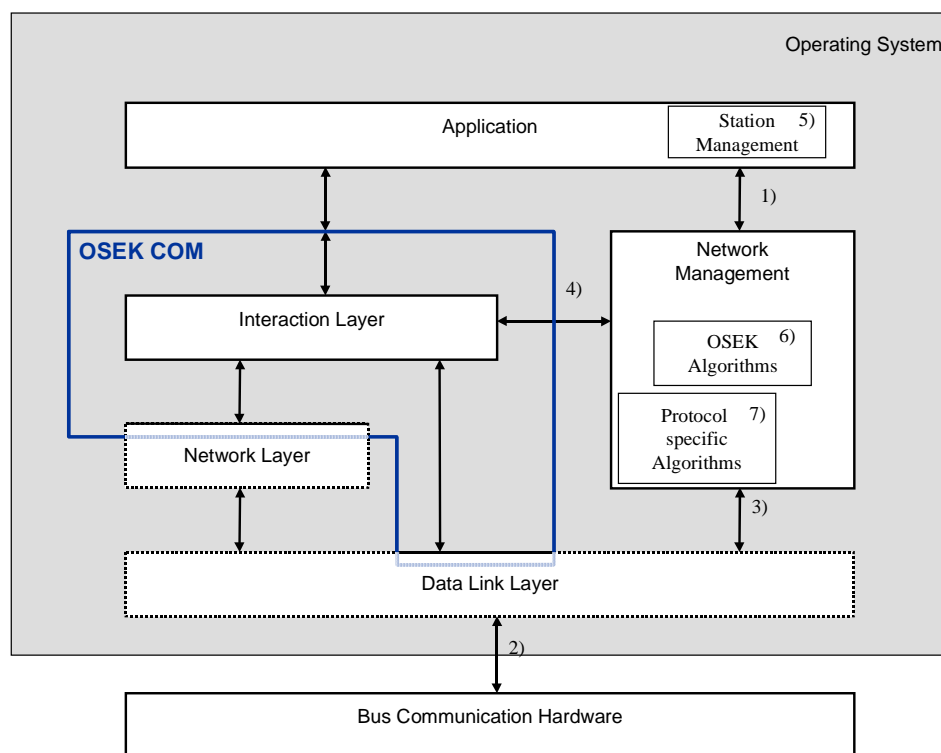 Operating System
Application
Station 5)
Management
1)
OSEK COM
Network
Management
4)
Interaction Layer
OSEK 6)
Algorithms
Protocol 7)
specific
Algorithms
Network Layer
3)
Data Link Layer
2)
Bus Communication Hardware